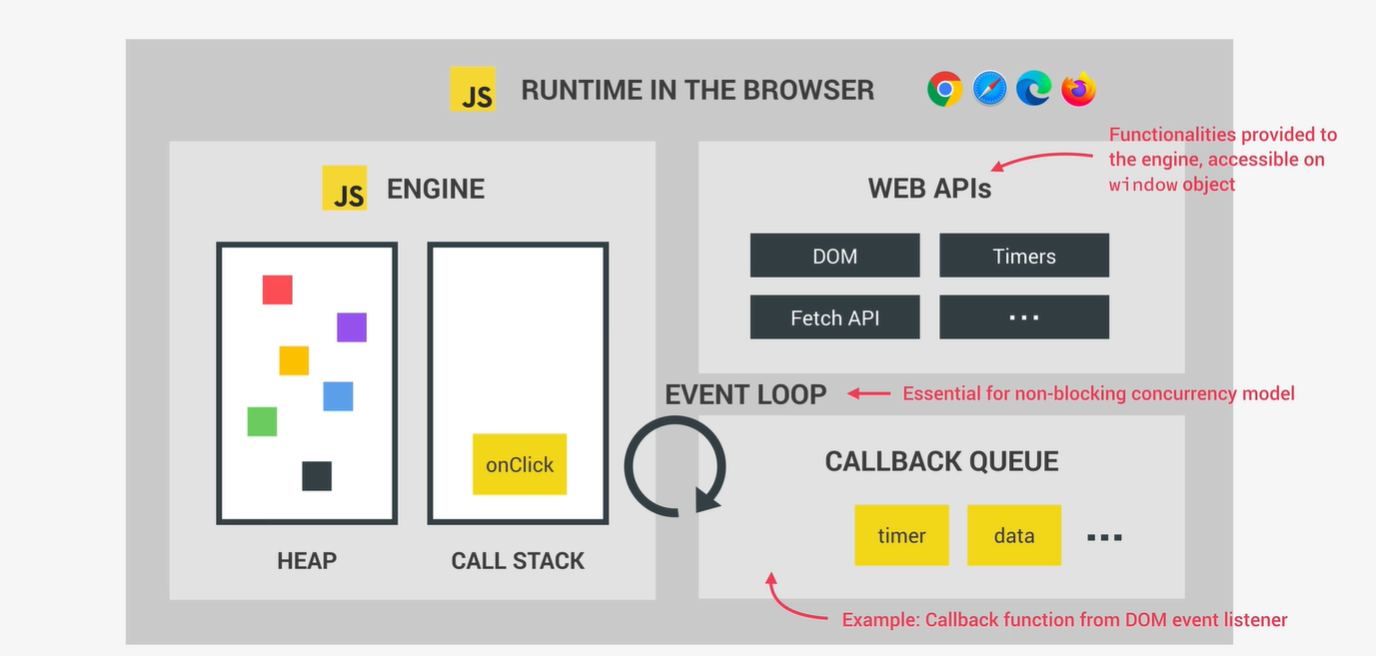 JS RUNTIME IN THE BROWSER
Functionalities provided to
the engine, accessible on
window object
JS ENGINE
WEB APIs
DOM
Timers
Fetch API
...
EVENT LOOP
Essential for non-blocking concurrency model
onClick
CALLBACK QUEUE
timer
data
...
HEAP
CALL STACK
Example: Callback function from DOM event listener